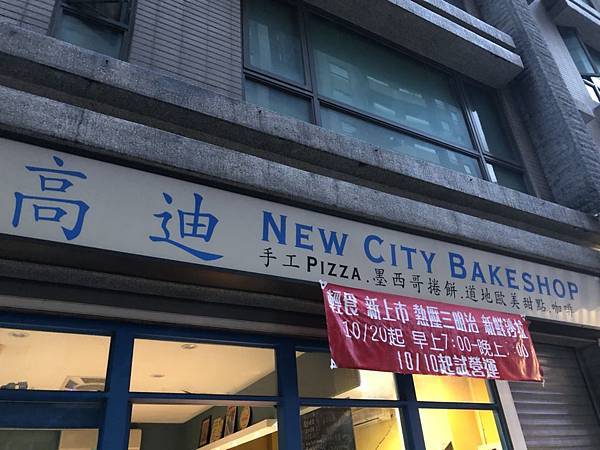 高迪 NEW CITY BAKESHOP
手工PIZZA.墨西哥捲餅.道地歐美甜點.咖啡
輕食 新上市 熱壓三明治 新鮮沙拉
10/20起 早上7:00-晚上
10/10起試營運